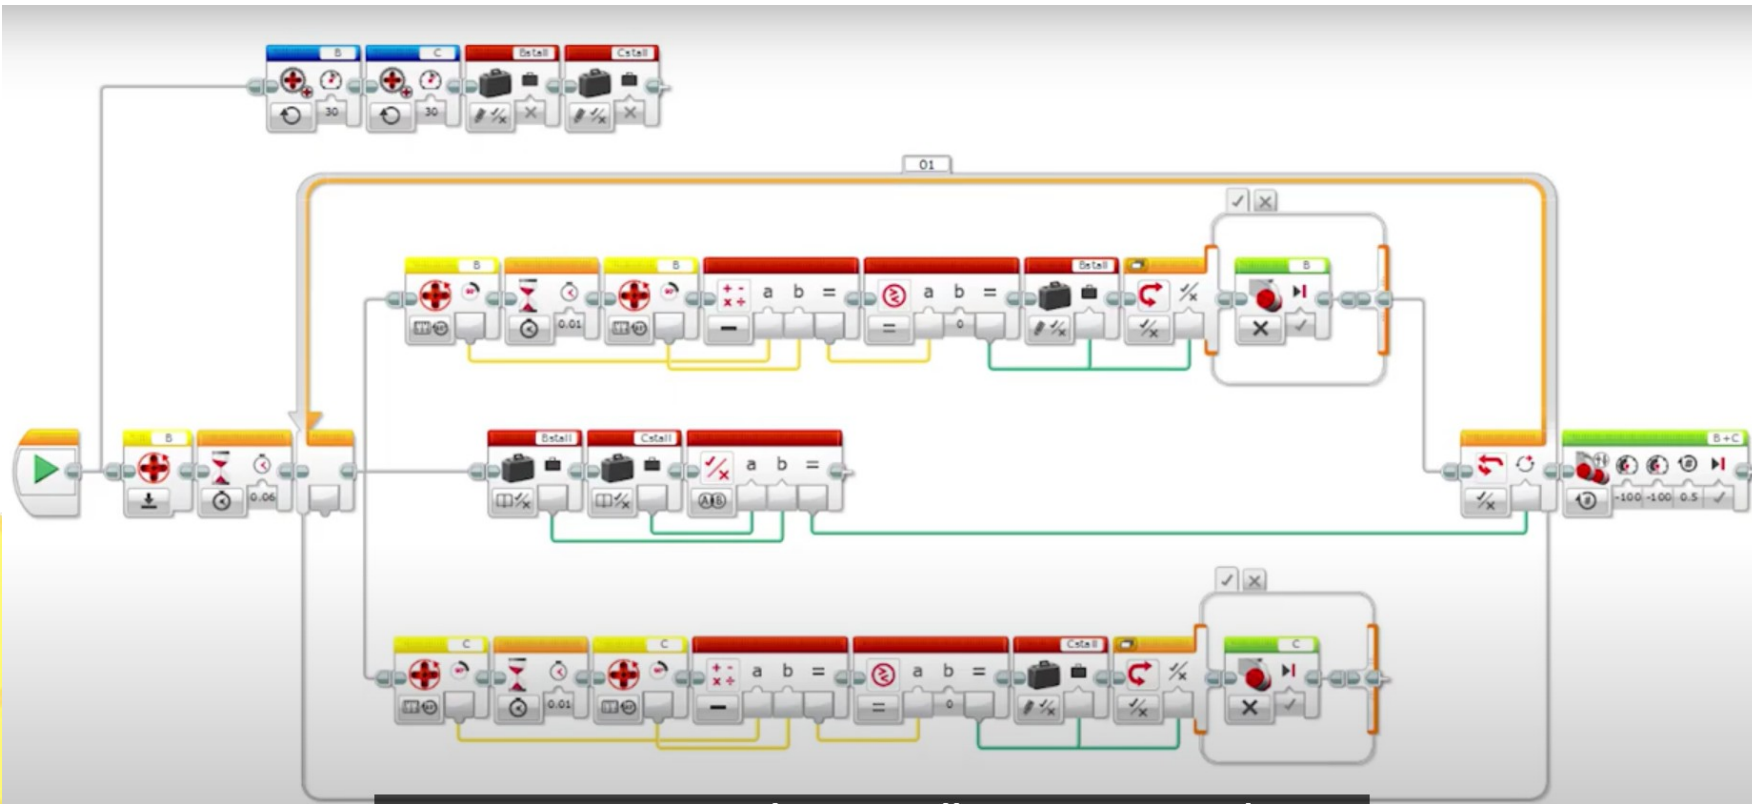 B C Bstall Cstall
30 30
01
B B Bstall B
a b = a b =
0.01 0
B Bstall Cstall B+C
a b =
0.06 -100 -100 0.5
C C Cstall C
a b = a b =
0.01 0